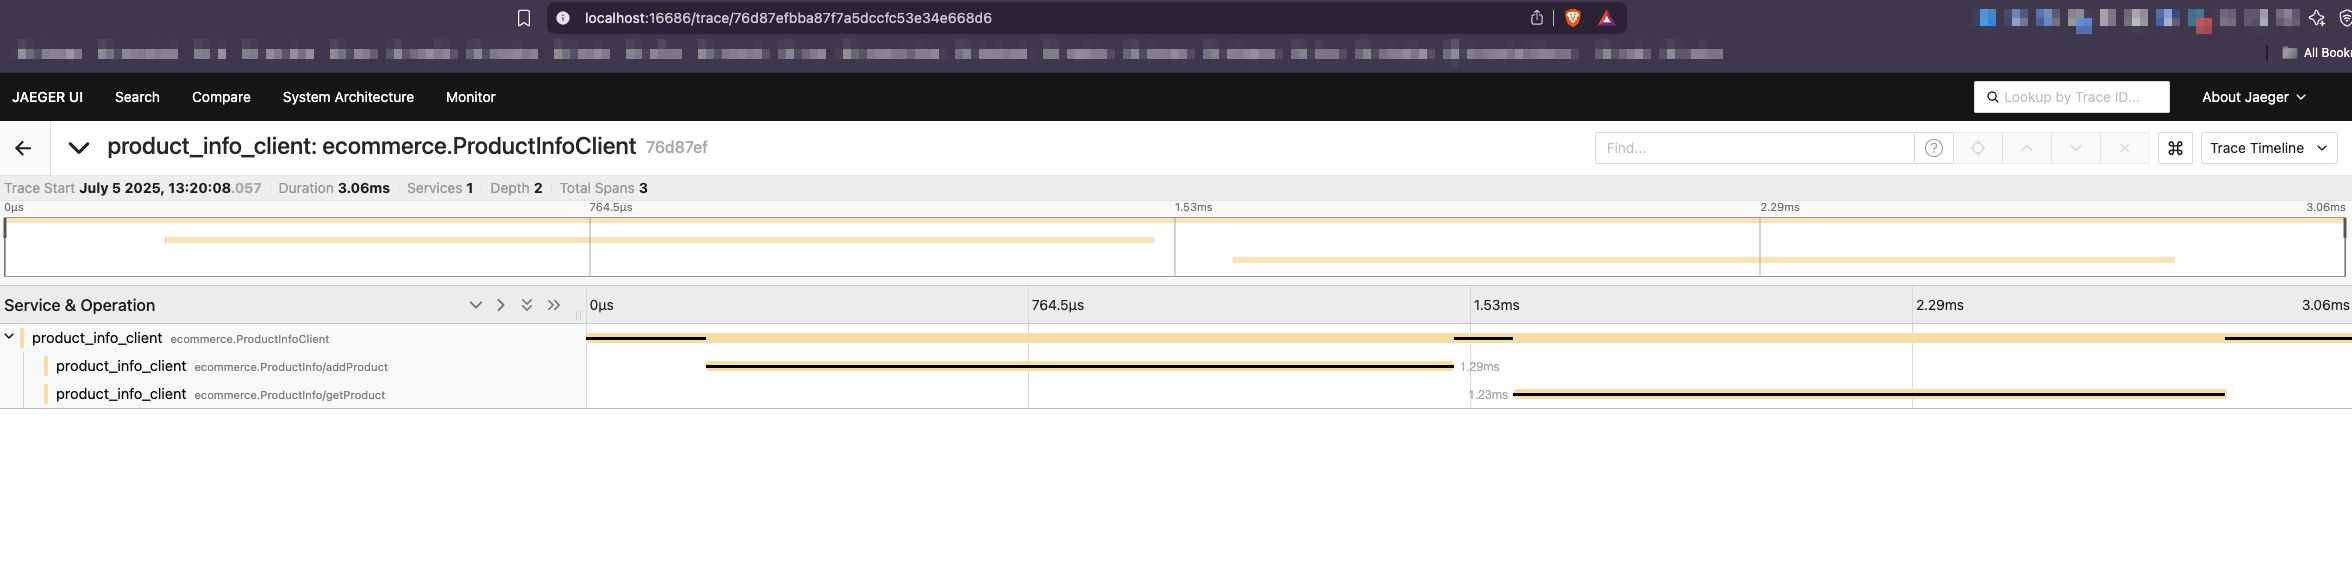 localhost:16686/trace/76d87efbba87f7a5dccfc53e34e668d6
All Book
JAEGER UI Search Compare System Architecture Monitor Lookup by Trace ID... About Jaeger
product_info_client: ecommerce.ProductInfoClient 76d87ef Find... Trace Timeline
Trace Start July 5 2025, 13:20:08.057 Duration 3.06ms Services 1 Depth 2 Total Spans 3
0μs 764.5μs 1.53ms 2.29ms 3.06ms
Service & Operation 0μs 764.5μs 1.53ms 2.29ms 3.06ms
product_info_client ecommerce.ProductInfoClient
product_info_client ecommerce.ProductInfo/addProduct 1.29ms
product_info_client ecommerce.ProductInfo/getProduct 1.23ms